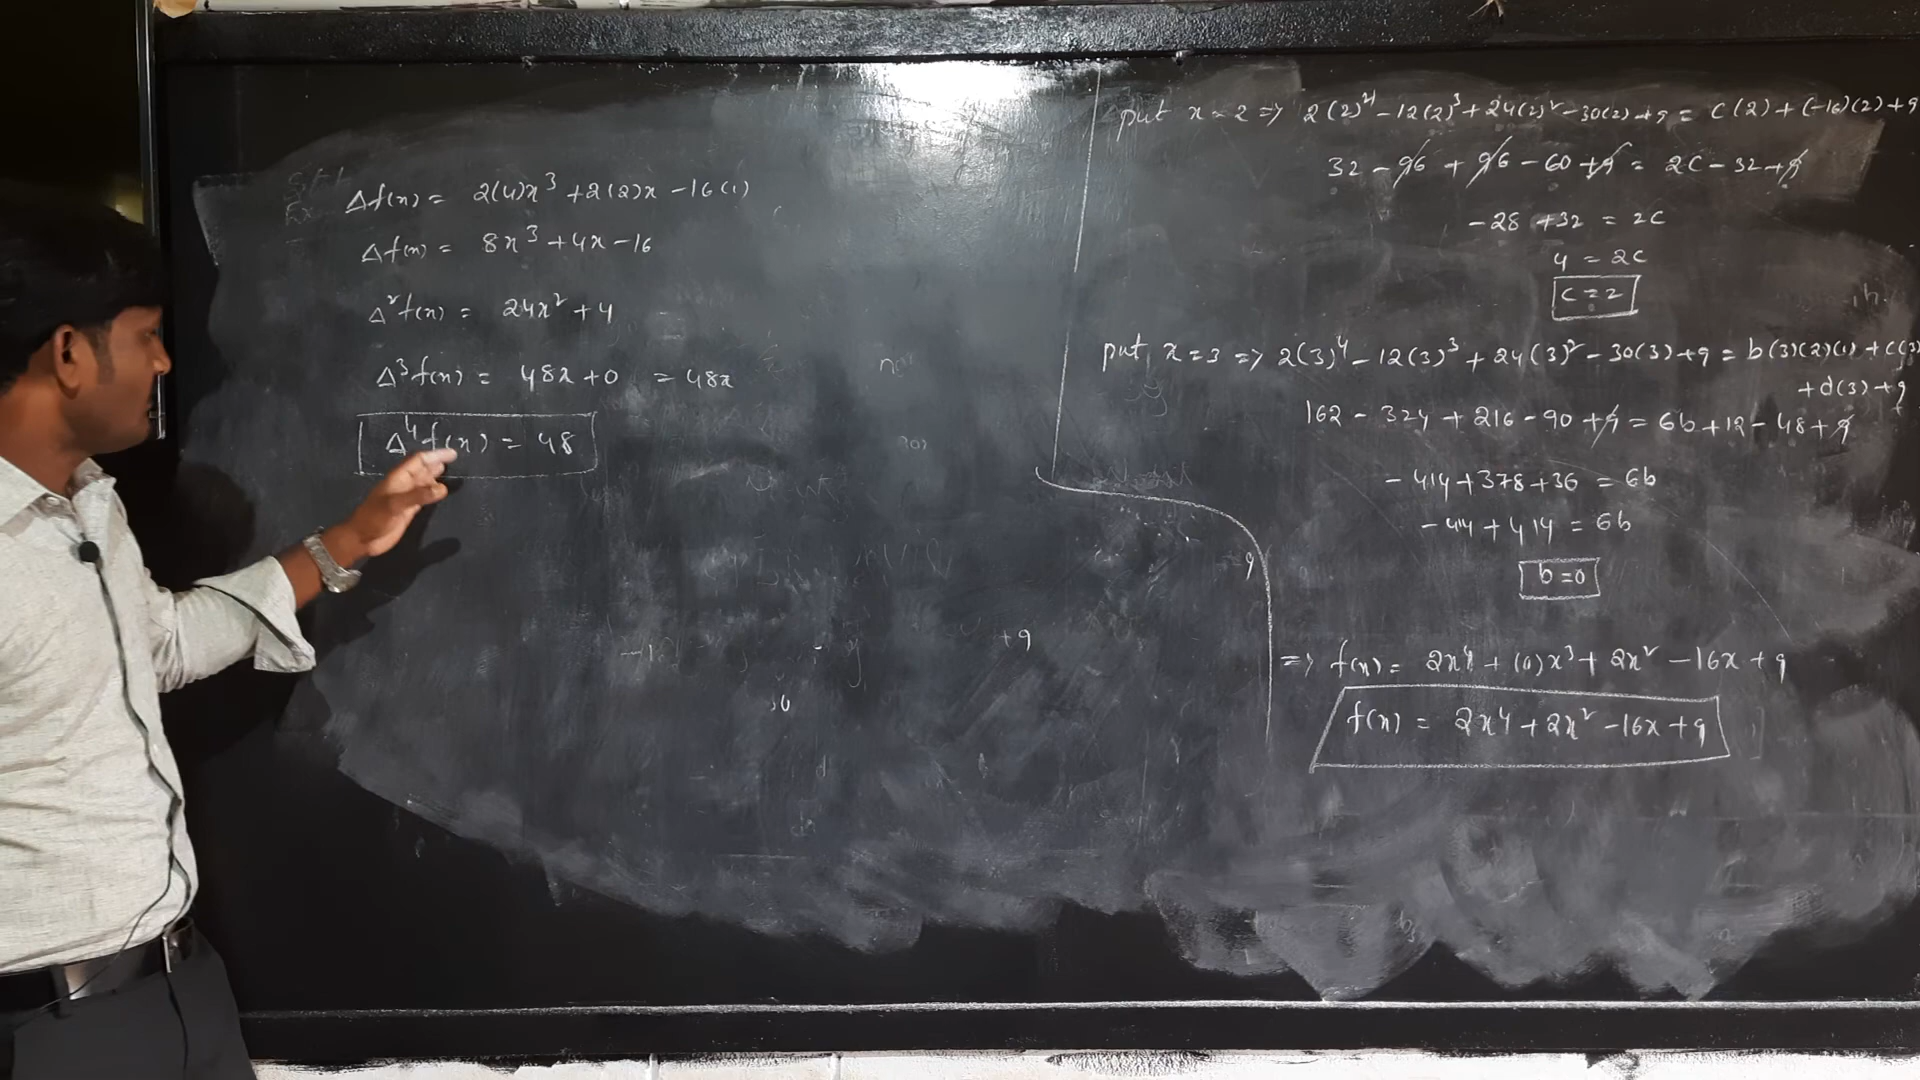 Δf(x) = 2(4)x³ + 2(2)x - 16(1)
Δf(x) = 8x³ + 4x - 16
Δ²f(x) = 24x² + 4
Δ³f(x) = 48x + 0 = 48x
Δ⁴f(x) = 48
+9
put x = 2 => 2(2)⁴ - 12(2)³ + 24(2)² - 30(2) + 9 = c(2) + (-16)(2) + 9
32 - 96 + 96 - 60 + 9 = 2c - 32 + 9
-28 + 32 = 2c
4 = 2c
c = 2
put x = 3 => 2(3)⁴ - 12(3)³ + 24(3)² - 30(3) + 9 = b(3)(2)(1) + c(3)
+ d(3) + 9
162 - 324 + 216 - 90 + 9 = 6b + 12 - 48 + 9
- 414 + 378 + 36 = 6b
- 414 + 414 = 6b
b = 0
=> f(x) = 2x⁴ + (0)x³ + 2x² - 16x + 9
f(x) = 2x⁴ + 2x² - 16x + 9